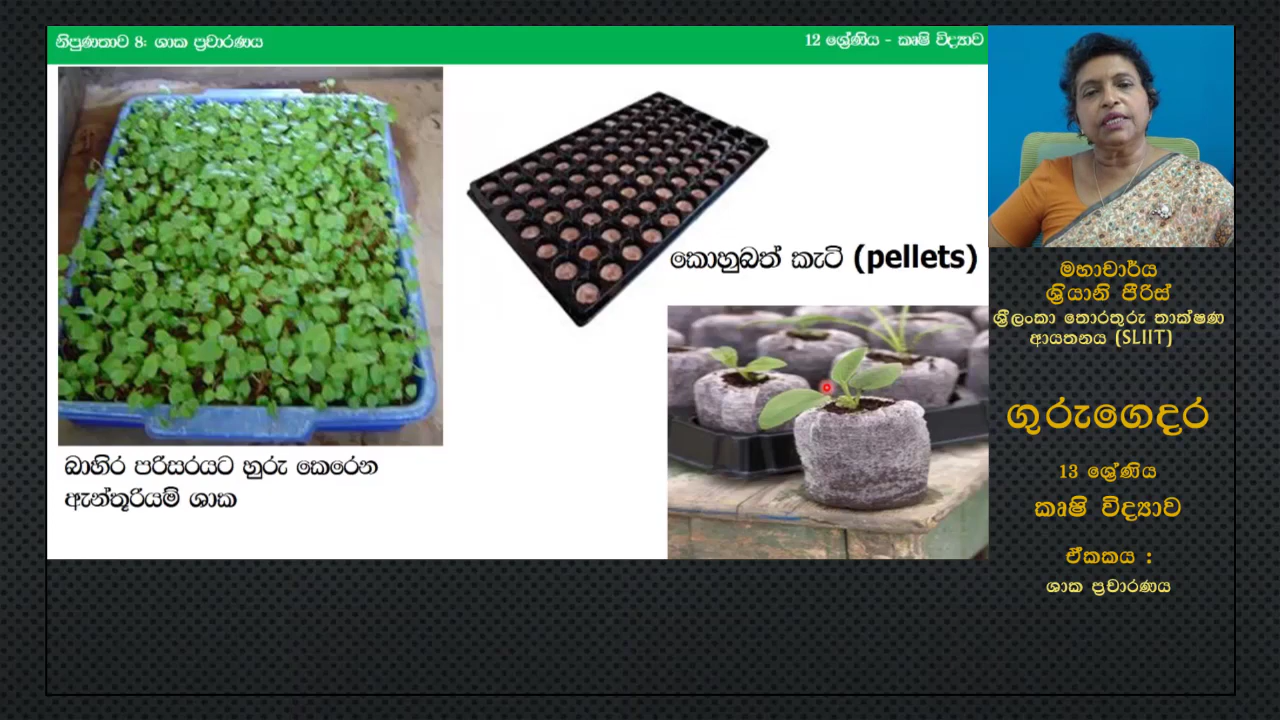 නිපුණතාව 8: ශාක ප්‍රචාරණය
12 ශ්‍රේණිය - කෘෂි විද්‍යාව
කොහුබත් කැටි (pellets)
බාහිර පරිසරයට හුරු කෙරෙන
ඇන්තූරියම් ශාක
මහාචාර්ය
ශ්‍රියානි පීරිස්
ශ්‍රී ලංකා තොරතුරු තාක්ෂණ
ආයතනය (SLIIT)
ගුරුගෙදර
13 ශ්‍රේණිය
කෘෂි විද්‍යාව
ඒකකය :
ශාක ප්‍රචාරණය